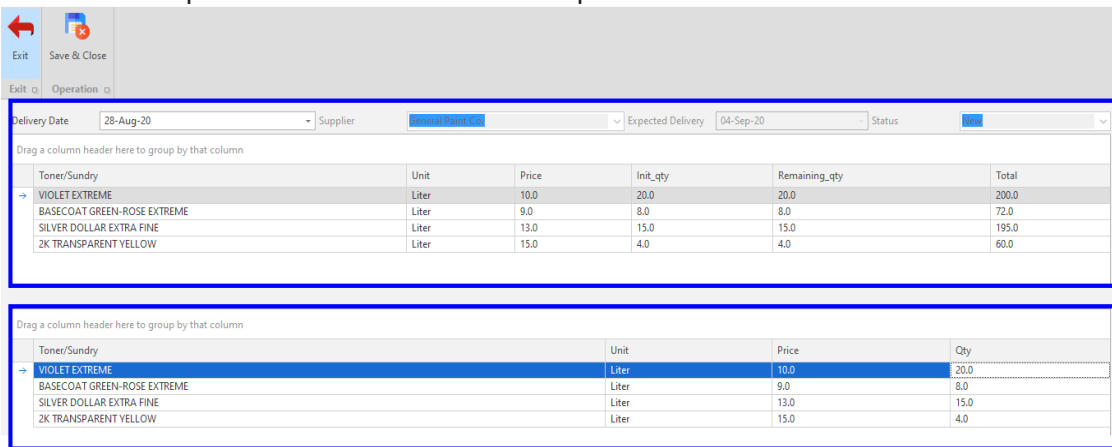 Exit Save & Close
Exit Operation
Delivery Date 28-Aug-20 Supplier General Paint Co. Expected Delivery 04-Sep-20 Status New
Drag a column header here to group by that column
Toner/Sundry Unit Price Init_qty Remaining_qty Total
VIOLET EXTREME Liter 10.0 20.0 20.0 200.0
BASECOAT GREEN-ROSE EXTREME Liter 9.0 8.0 8.0 72.0
SILVER DOLLAR EXTRA FINE Liter 13.0 15.0 15.0 195.0
2K TRANSPARENT YELLOW Liter 15.0 4.0 4.0 60.0
Drag a column header here to group by that column
Toner/Sundry Unit Price Qty
VIOLET EXTREME Liter 10.0 20.0
BASECOAT GREEN-ROSE EXTREME Liter 9.0 8.0
SILVER DOLLAR EXTRA FINE Liter 13.0 15.0
2K TRANSPARENT YELLOW Liter 15.0 4.0